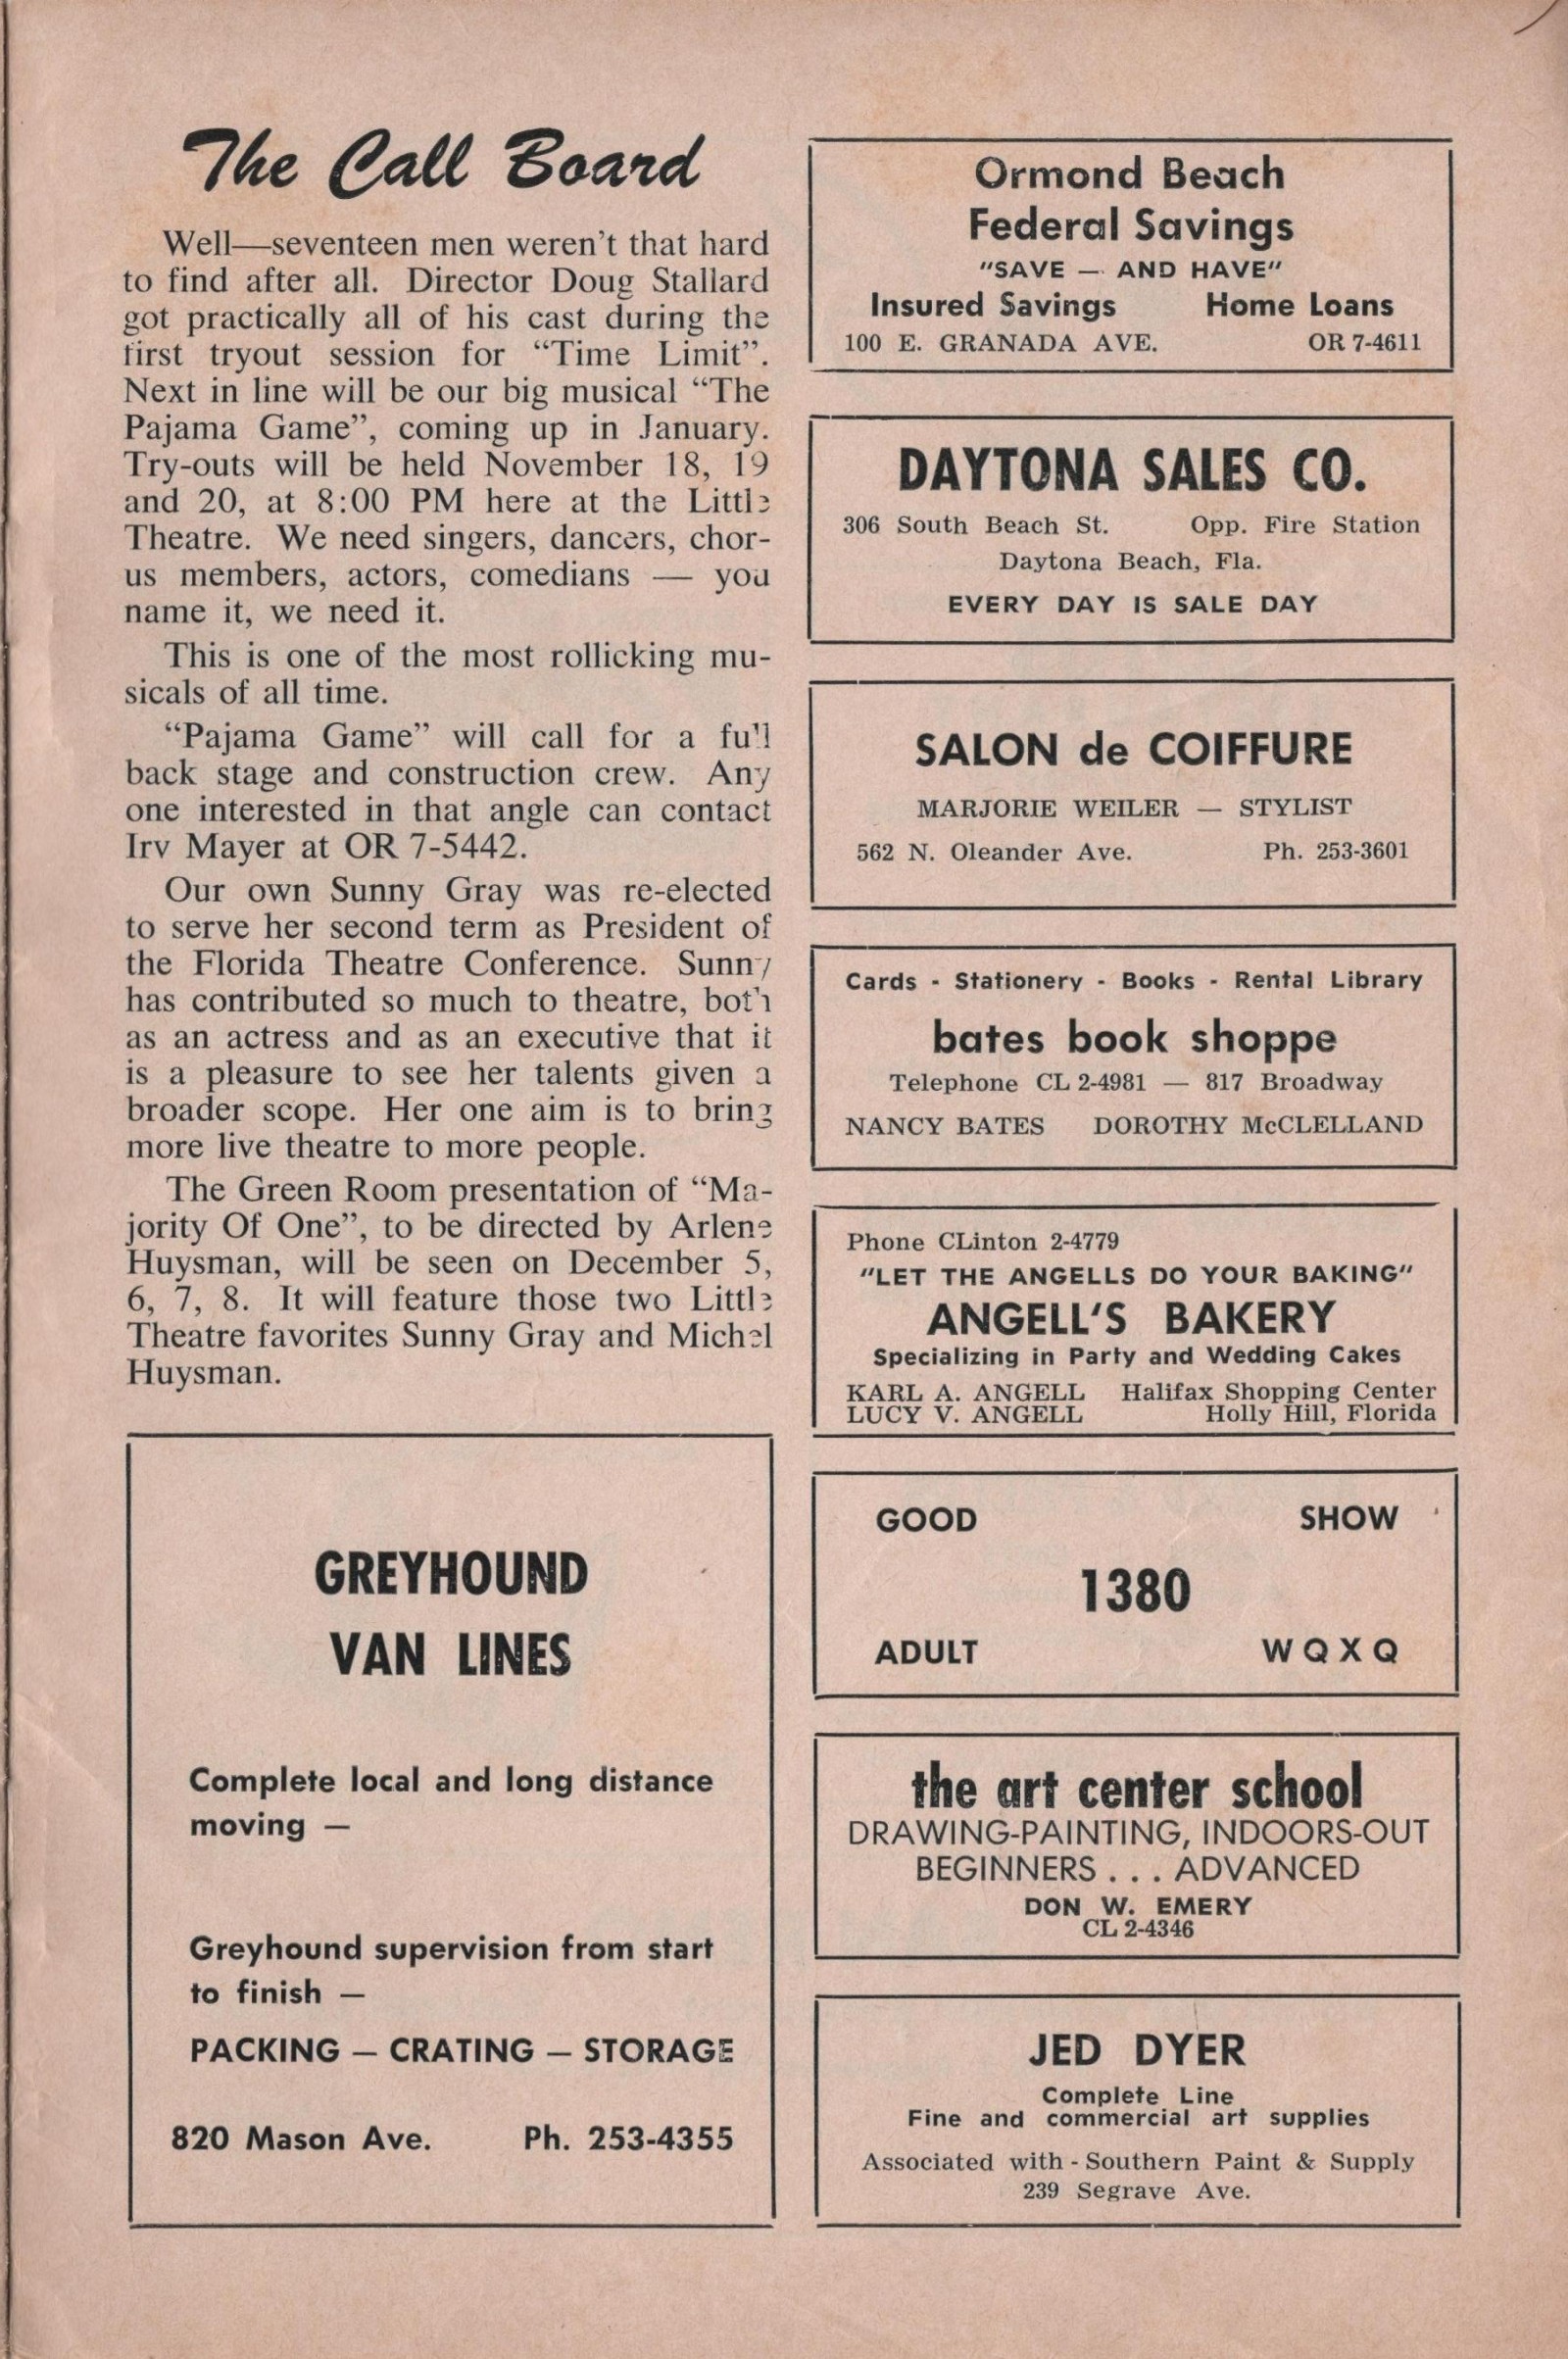 The Call Board
Well—seventeen men weren't that hard
to find after all. Director Doug Stallard
got practically all of his cast during the
first tryout session for “Time Limit”.
Next in line will be our big musical “The
Pajama Game”, coming up in January.
Try-outs will be held November 18, 19
and 20, at 8:00 PM here at the Little
Theatre. We need singers, dancers, chor-
us members, actors, comedians — you
name it, we need it.
This is one of the most rollicking mu-
sicals of all time.
“Pajama Game” will call for a full
back stage and construction crew. Any
one interested in that angle can contact
Irv Mayer at OR 7-5442.
Our own Sunny Gray was re-elected
to serve her second term as President of
the Florida Theatre Conference. Sunny
has contributed so much to theatre, both
as an actress and as an executive that it
is a pleasure to see her talents given a
broader scope. Her one aim is to bring
more live theatre to more people.
The Green Room presentation of “Ma-
jority Of One”, to be directed by Arlene
Huysman, will be seen on December 5,
6, 7, 8. It will feature those two Little
Theatre favorites Sunny Gray and Michel
Huysman.
GREYHOUND
VAN LINES
Complete local and long distance
moving —
Greyhound supervision from start
to finish —
PACKING — CRATING — STORAGE
820 Mason Ave. Ph. 253-4355
Ormond Beach
Federal Savings
"SAVE — AND HAVE"
Insured Savings Home Loans
100 E. GRANADA AVE. OR 7-4611
DAYTONA SALES CO.
306 South Beach St. Opp. Fire Station
Daytona Beach, Fla.
EVERY DAY IS SALE DAY
SALON de COIFFURE
MARJORIE WEILER — STYLIST
562 N. Oleander Ave. Ph. 253-3601
Cards - Stationery - Books - Rental Library
bates book shoppe
Telephone CL 2-4981 — 817 Broadway
NANCY BATES DOROTHY McCLELLAND
Phone CLinton 2-4779
"LET THE ANGELLS DO YOUR BAKING"
ANGELL'S BAKERY
Specializing in Party and Wedding Cakes
KARL A. ANGELL Halifax Shopping Center
LUCY V. ANGELL Holly Hill, Florida
GOOD SHOW
1380
ADULT WQXQ
the art center school
DRAWING-PAINTING, INDOORS-OUT
BEGINNERS . . . ADVANCED
DON W. EMERY
CL 2-4346
JED DYER
Complete Line
Fine and commercial art supplies
Associated with - Southern Paint & Supply
239 Segrave Ave.